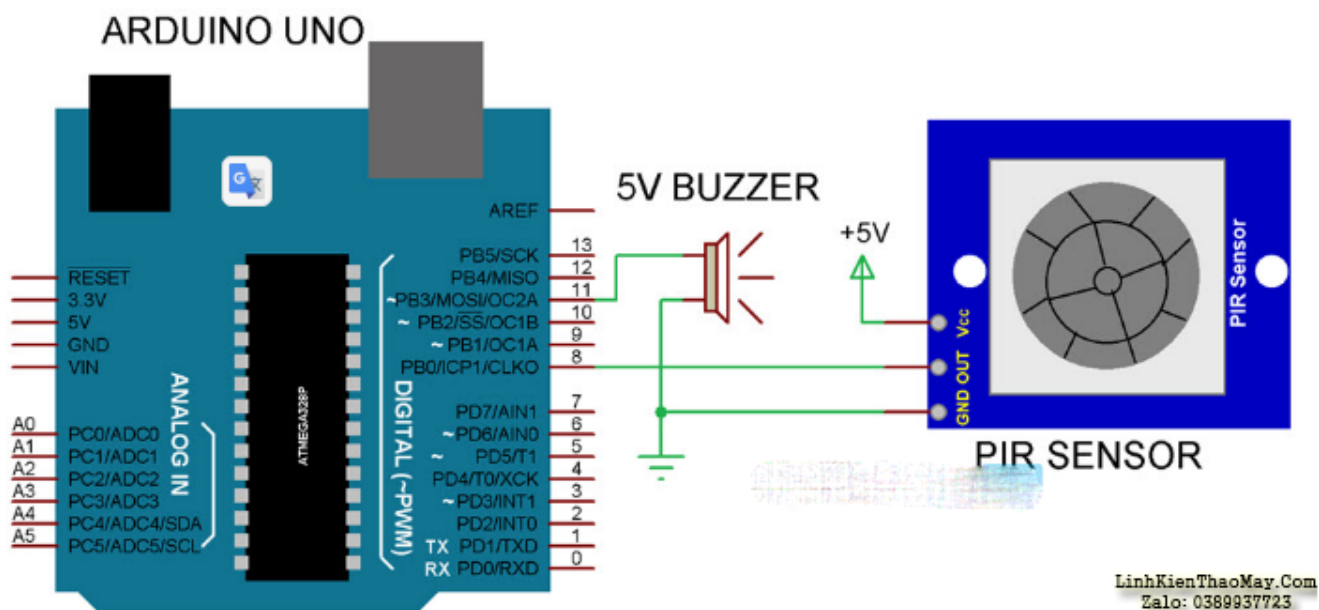 ARDUINO UNO
5V BUZZER
+5V
AREF
PB5/SCK 13
PB4/MISO 12
~PB3/MOSI/OC2A 11
~ PB2/SS/OC1B 10
~ PB1/OC1A 9
PB0/ICP1/CLKO 8
PD7/AIN1 7
~PD6/AIN0 6
~ PD5/T1 5
PD4/T0/XCK 4
~PD3/INT1 3
PD2/INT0 2
TX PD1/TXD 1
RX PD0/RXD 0
RESET
3.3V
5V
GND
VIN
A0 PC0/ADC0
A1 PC1/ADC1
A2 PC2/ADC2
A3 PC3/ADC3
A4 PC4/ADC4/SDA
A5 PC5/ADC5/SCL
ANALOG IN
ATMEGA328P
DIGITAL (~PWM)
G
文
Vcc
OUT
GND
PIR Sensor
PIR SENSOR
LinhKienThaoMay.Com
Zalo: 0389937723